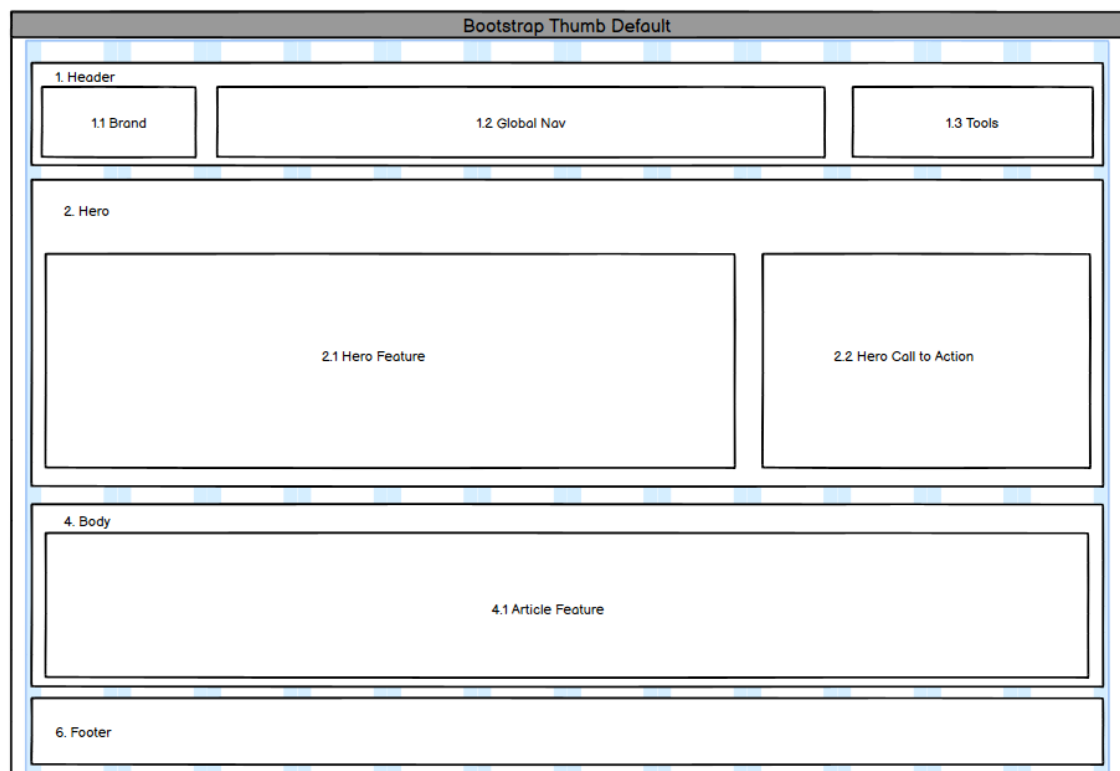 Bootstrap Thumb Default
1. Header
1.1 Brand
1.2 Global Nav
1.3 Tools
2. Hero
2.1 Hero Feature
2.2 Hero Call to Action
4. Body
4.1 Article Feature
6. Footer